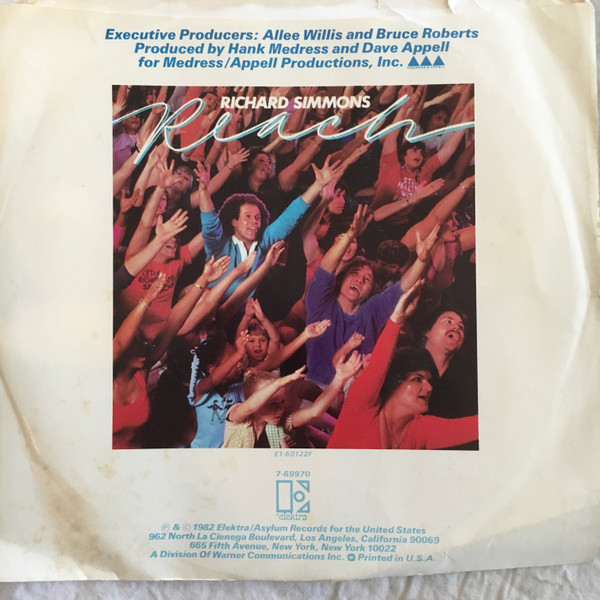 Executive Producers: Allee Willis and Bruce Roberts
Produced by Hank Medress and Dave Appell
for Medress/Appell Productions, Inc.
RICHARD SIMMONS
Reach
E1-60122F
7-69970
elektra
℗ & © 1982 Elektra/Asylum Records for the United States
962 North La Cienega Boulevard, Los Angeles, California 90069
665 Fifth Avenue, New York, New York 10022
A Division Of Warner Communications Inc. Printed in U.S.A.